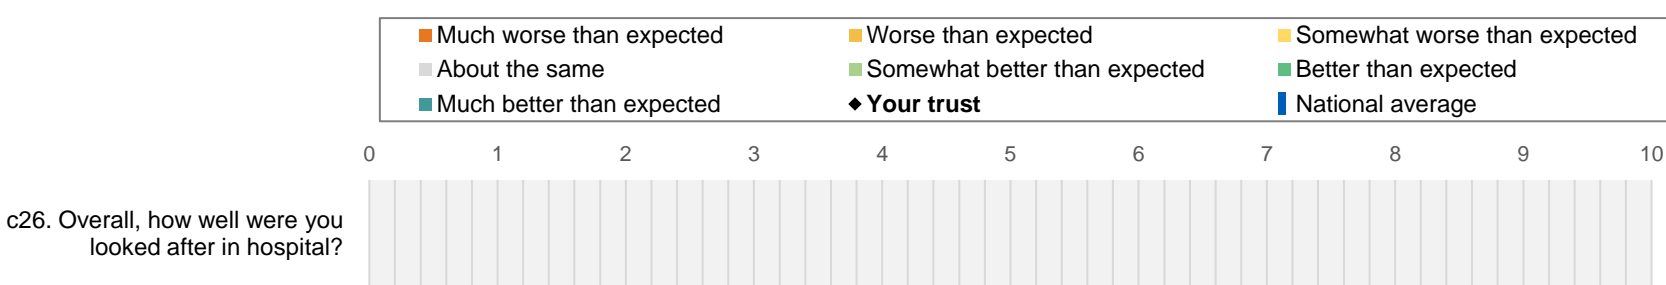 Much worse than expected Worse than expected Somewhat worse than expected
About the same Somewhat better than expected Better than expected
Much better than expected Your trust National average
0 1 2 3 4 5 6 7 8 9 10
c26. Overall, how well were you
looked after in hospital?